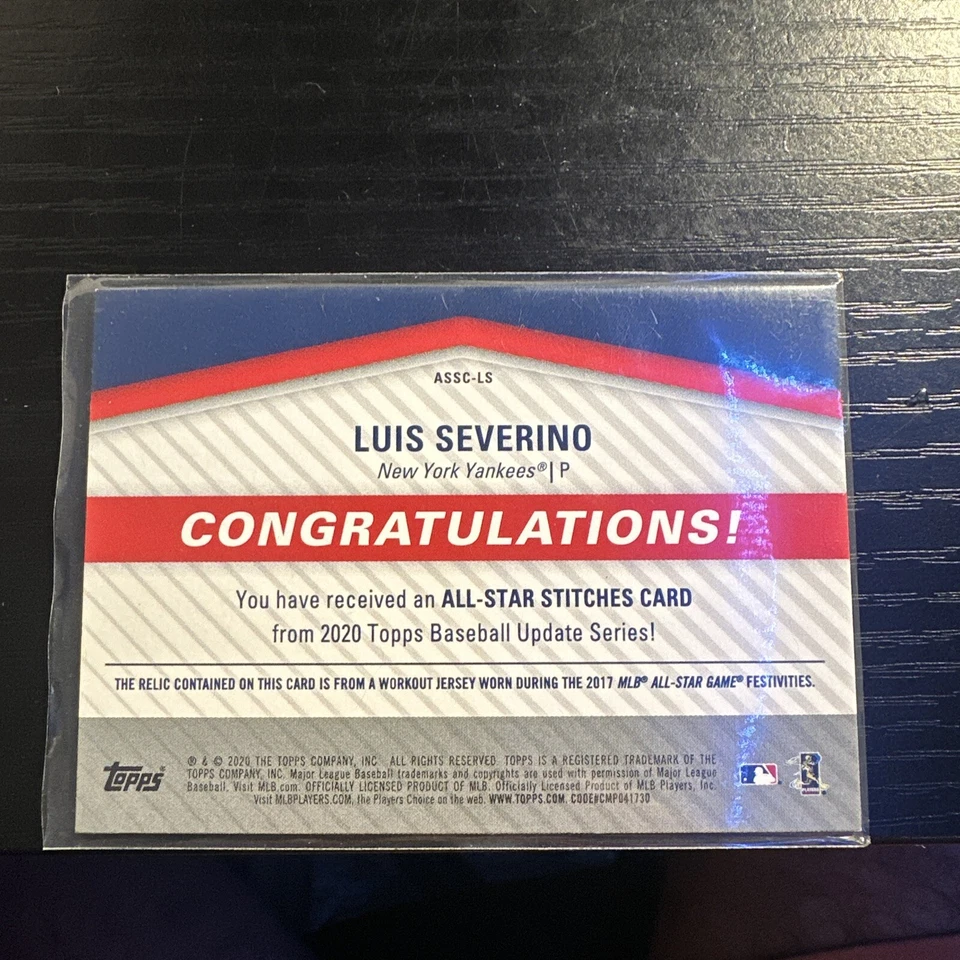 ASSC-LS
LUIS SEVERINO
New York Yankees® | P
CONGRATULATIONS!
You have received an ALL-STAR STITCHES CARD
from 2020 Topps Baseball Update Series!
THE RELIC CONTAINED ON THIS CARD IS FROM A WORKOUT JERSEY WORN DURING THE 2017 MLB® ALL-STAR GAME® FESTIVITIES.
topps®
® & © 2020 THE TOPPS COMPANY, INC. ALL RIGHTS RESERVED. TOPPS IS A REGISTERED TRADEMARK OF THE
TOPPS COMPANY, INC. Major League Baseball trademarks and copyrights are used with permission of Major League
Baseball. Visit MLB.com. OFFICIALLY LICENSED PRODUCT OF MLB. Officially Licensed Product of MLB Players, Inc.
Visit MLBPLAYERS.COM, the Players Choice on the web. WWW.TOPPS.COM. CODE#CMP041730